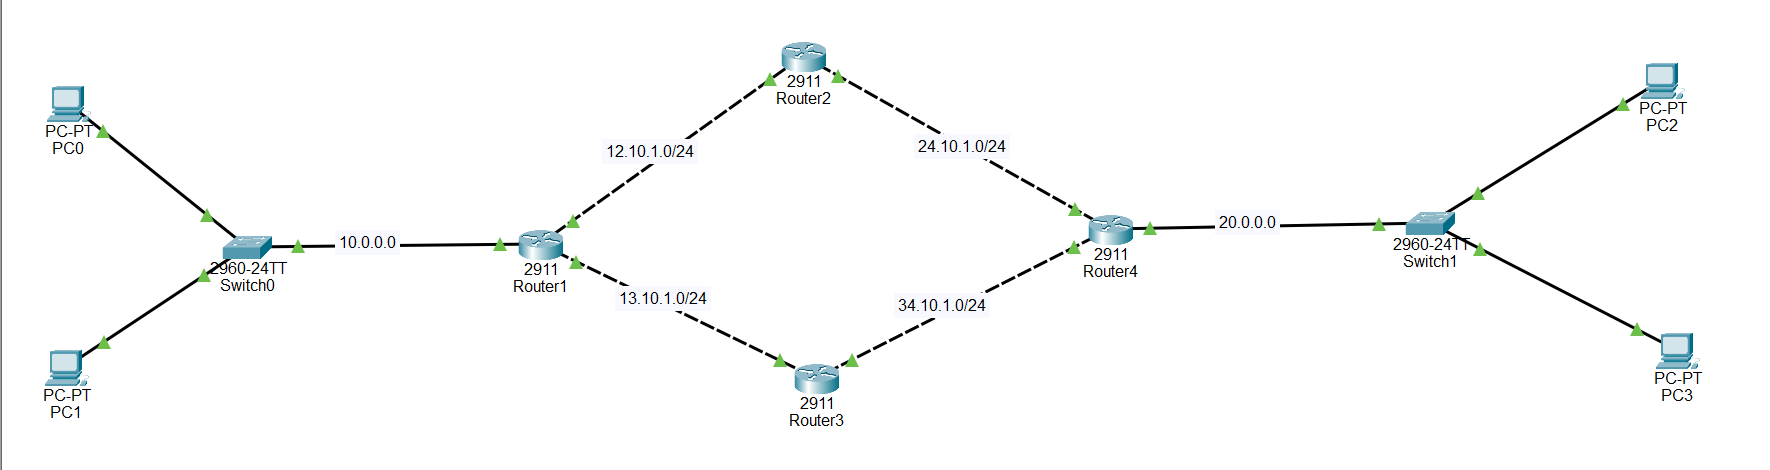 2911
Router2
PC-PT
PC0
12.10.1.0/24
24.10.1.0/24
PC-PT
PC2
10.0.0.0
20.0.0.0
2960-24TT
Switch0
2911
Router1
2911
Router4
2960-24TT
Switch1
13.10.1.0/24
34.10.1.0/24
PC-PT
PC1
2911
Router3
PC-PT
PC3